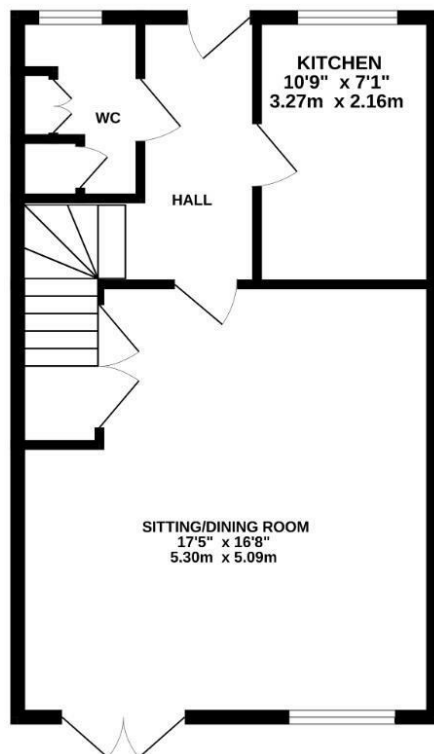 KITCHEN
10'9" x 7'1"
3.27m x 2.16m
WC
HALL
SITTING/DINING ROOM
17'5" x 16'8"
5.30m x 5.09m